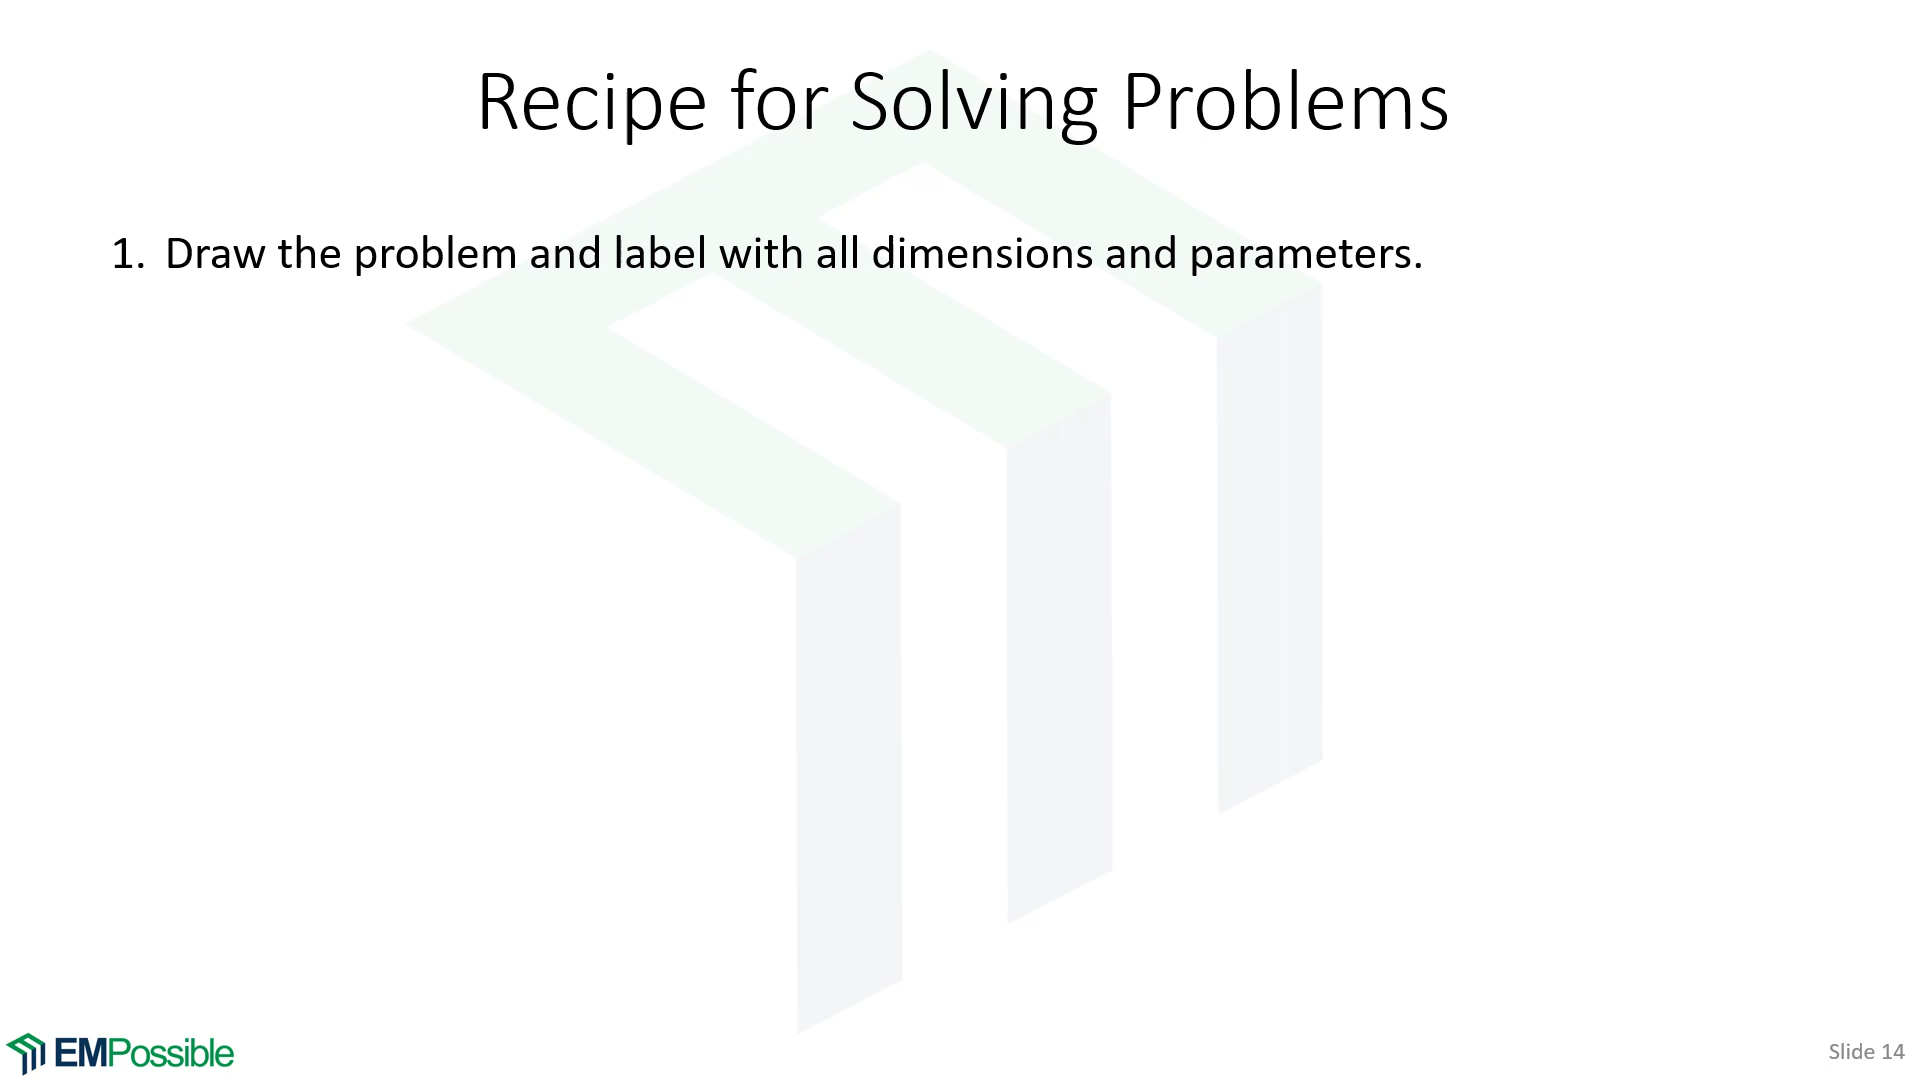 Recipe for Solving Problems
1. Draw the problem and label with all dimensions and parameters.
EMPossible
Slide 14